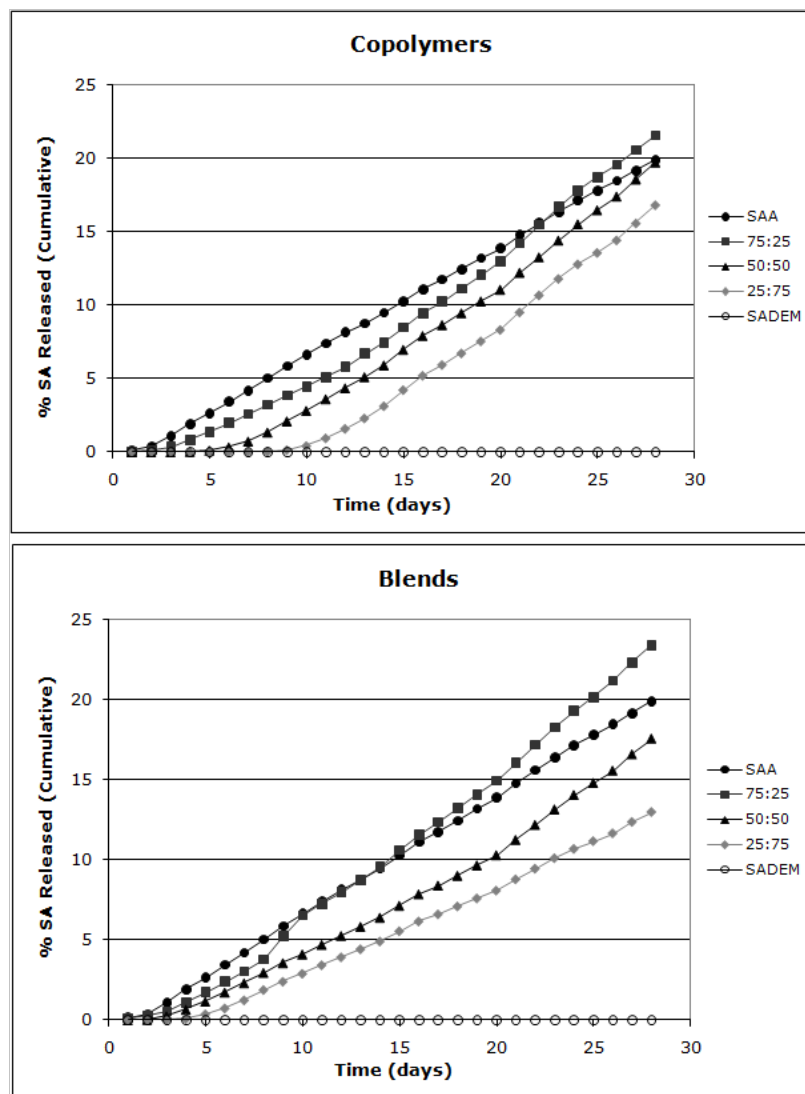 Copolymers
25
20
15
10
5
0
% SA Released (Cumulative)
0 5 10 15 20 25 30
Time (days)
SAA
75:25
50:50
25:75
SADEM
Blends
25
20
15
10
5
0
% SA Released (Cumulative)
0 5 10 15 20 25 30
Time (days)
SAA
75:25
50:50
25:75
SADEM